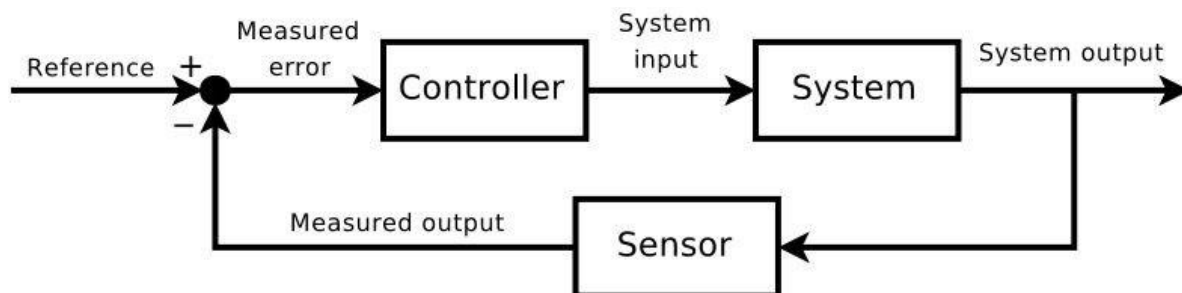 Reference
+
−
Measured
error
Controller
System
input
System
System output
Measured output
Sensor